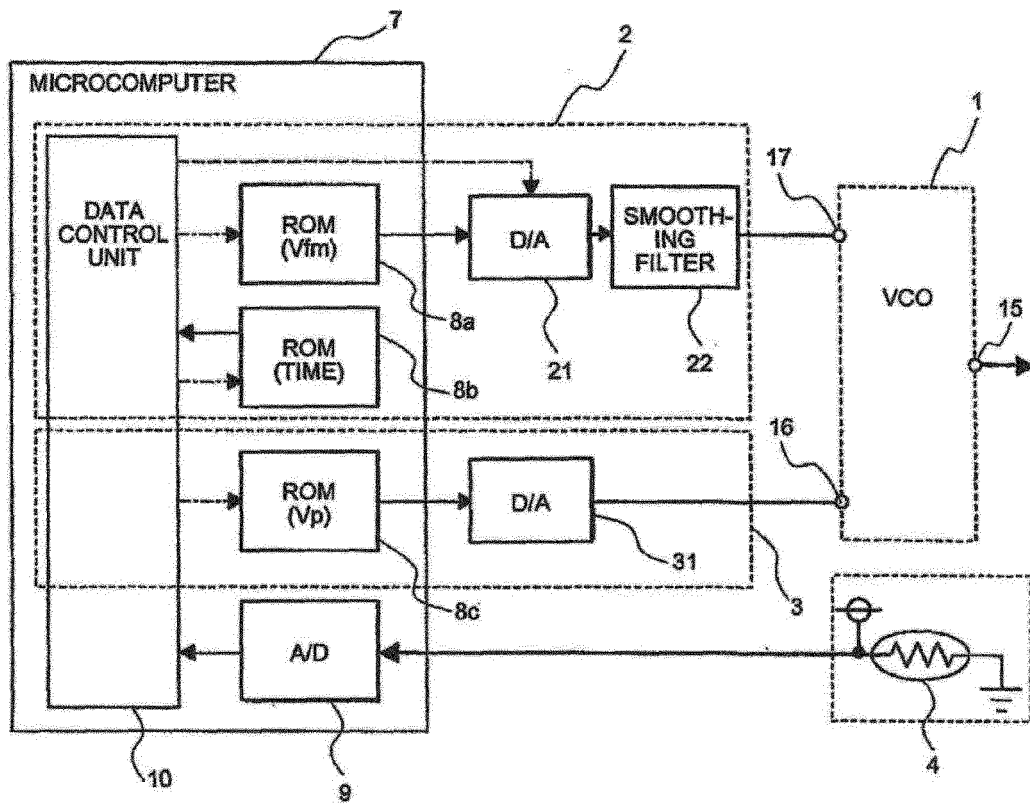 7
2
MICROCOMPUTER
1
17
DATA
CONTROL
UNIT
ROM
(Vfm)
D/A
SMOOTH-
ING
FILTER
VCO
8a
21
22
15
ROM
(TIME)
8b
16
ROM
(Vp)
D/A
31
3
8c
A/D
10
9
4